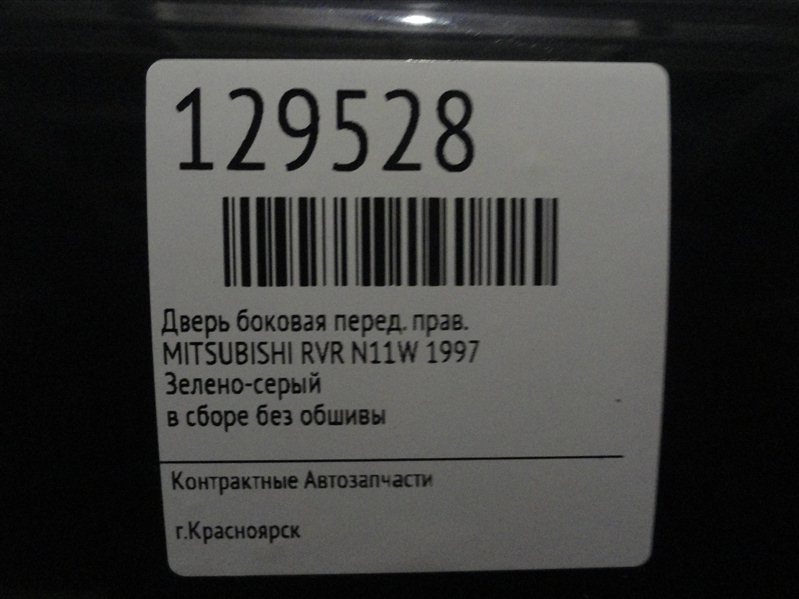 129528
Дверь боковая перед. прав.
MITSUBISHI RVR N11W 1997
Зелено-серый
в сборе без обшивы
Контрактные Автозапчасти
г.Красноярск